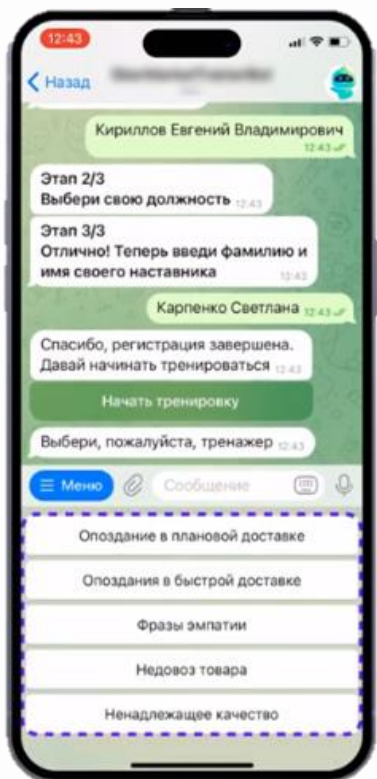 12:43
Назад
Кириллов Евгений Владимирович
12:43
Этап 2/3
Выбери свою должность 12:43
Этап 3/3
Отлично! Теперь введи фамилию и
имя своего наставника 12:43
Карпенко Светлана 12:43
Спасибо, регистрация завершена.
Давай начинать тренироваться 12:43
Начать тренировку
Выбери, пожалуйста, тренажер 12:43
Меню Сообщение
Опоздание в плановой доставке
Опоздания в быстрой доставке
Фразы эмпатии
Недовоз товара
Ненадлежащее качество